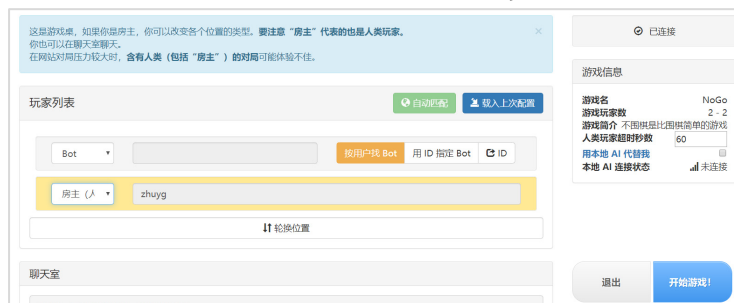 这是游戏桌，如果你是房主，你可以改变各个位置的类型。要注意“房主”代表的也是人类玩家。
×
你也可以在聊天室聊天。
在网站对局压力较大时，含有人类（包括“房主”）的对局可能体验不佳。
玩家列表
自动匹配
载入上次配置
Bot
按用户找 Bot
用 ID 指定 Bot
ID
房主（人
zhuyg
轮换位置
聊天室
已连接
游戏信息
游戏名 NoGo
游戏玩家数 2 - 2
游戏简介 不围棋是比围棋简单的游戏
人类玩家超时秒数 60
用本地 AI 代替我
本地 AI 连接状态 未连接
退出
开始游戏！